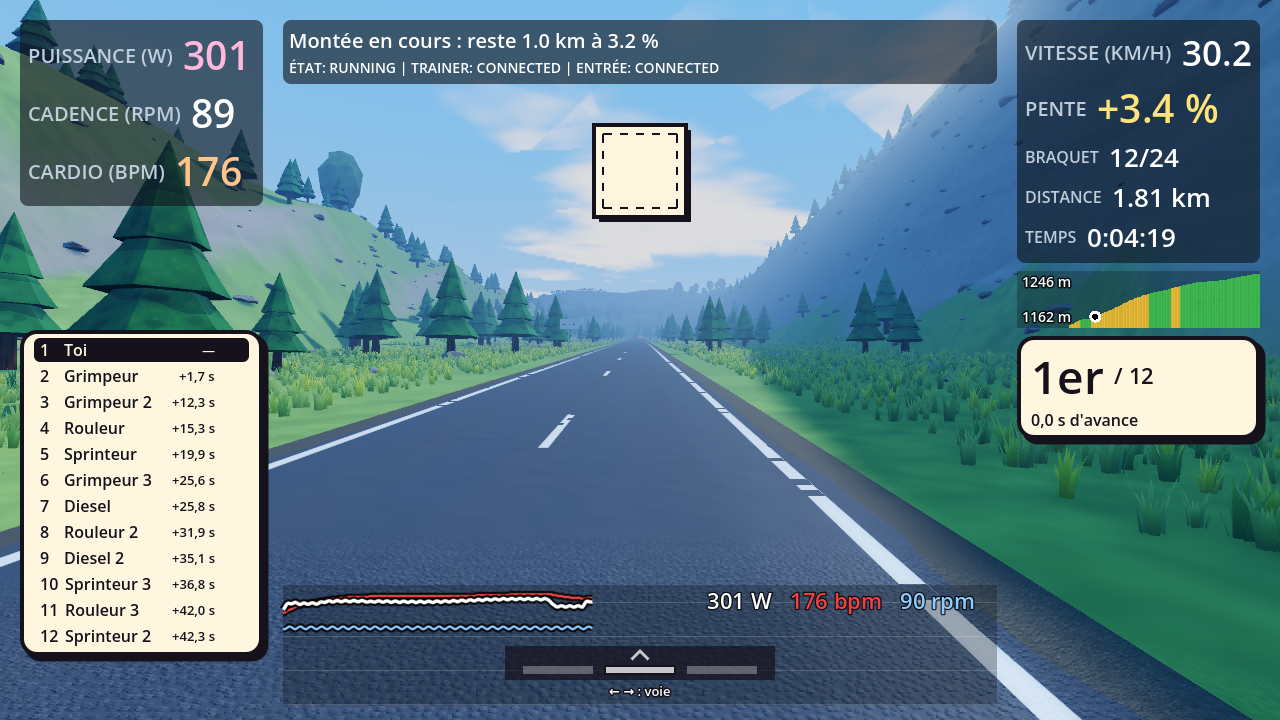 PUISSANCE (W) 301
CADENCE (RPM) 89
CARDIO (BPM) 176
Montée en cours : reste 1.0 km à 3.2 %
ÉTAT: RUNNING | TRAINER: CONNECTED | ENTRÉE: CONNECTED
VITESSE (KM/H) 30.2
PENTE +3.4 %
BRAQUET 12/24
DISTANCE 1.81 km
TEMPS 0:04:19
1246 m
1162 m
1er / 12
0,0 s d'avance
1 Toi —
2 Grimpeur +1,7 s
3 Grimpeur 2 +12,3 s
4 Rouleur +15,3 s
5 Sprinteur +19,9 s
6 Grimpeur 3 +25,6 s
7 Diesel +25,8 s
8 Rouleur 2 +31,9 s
9 Diesel 2 +35,1 s
10 Sprinteur 3 +36,8 s
11 Rouleur 3 +42,0 s
12 Sprinteur 2 +42,3 s
301 W 176 bpm 90 rpm
← → : voie